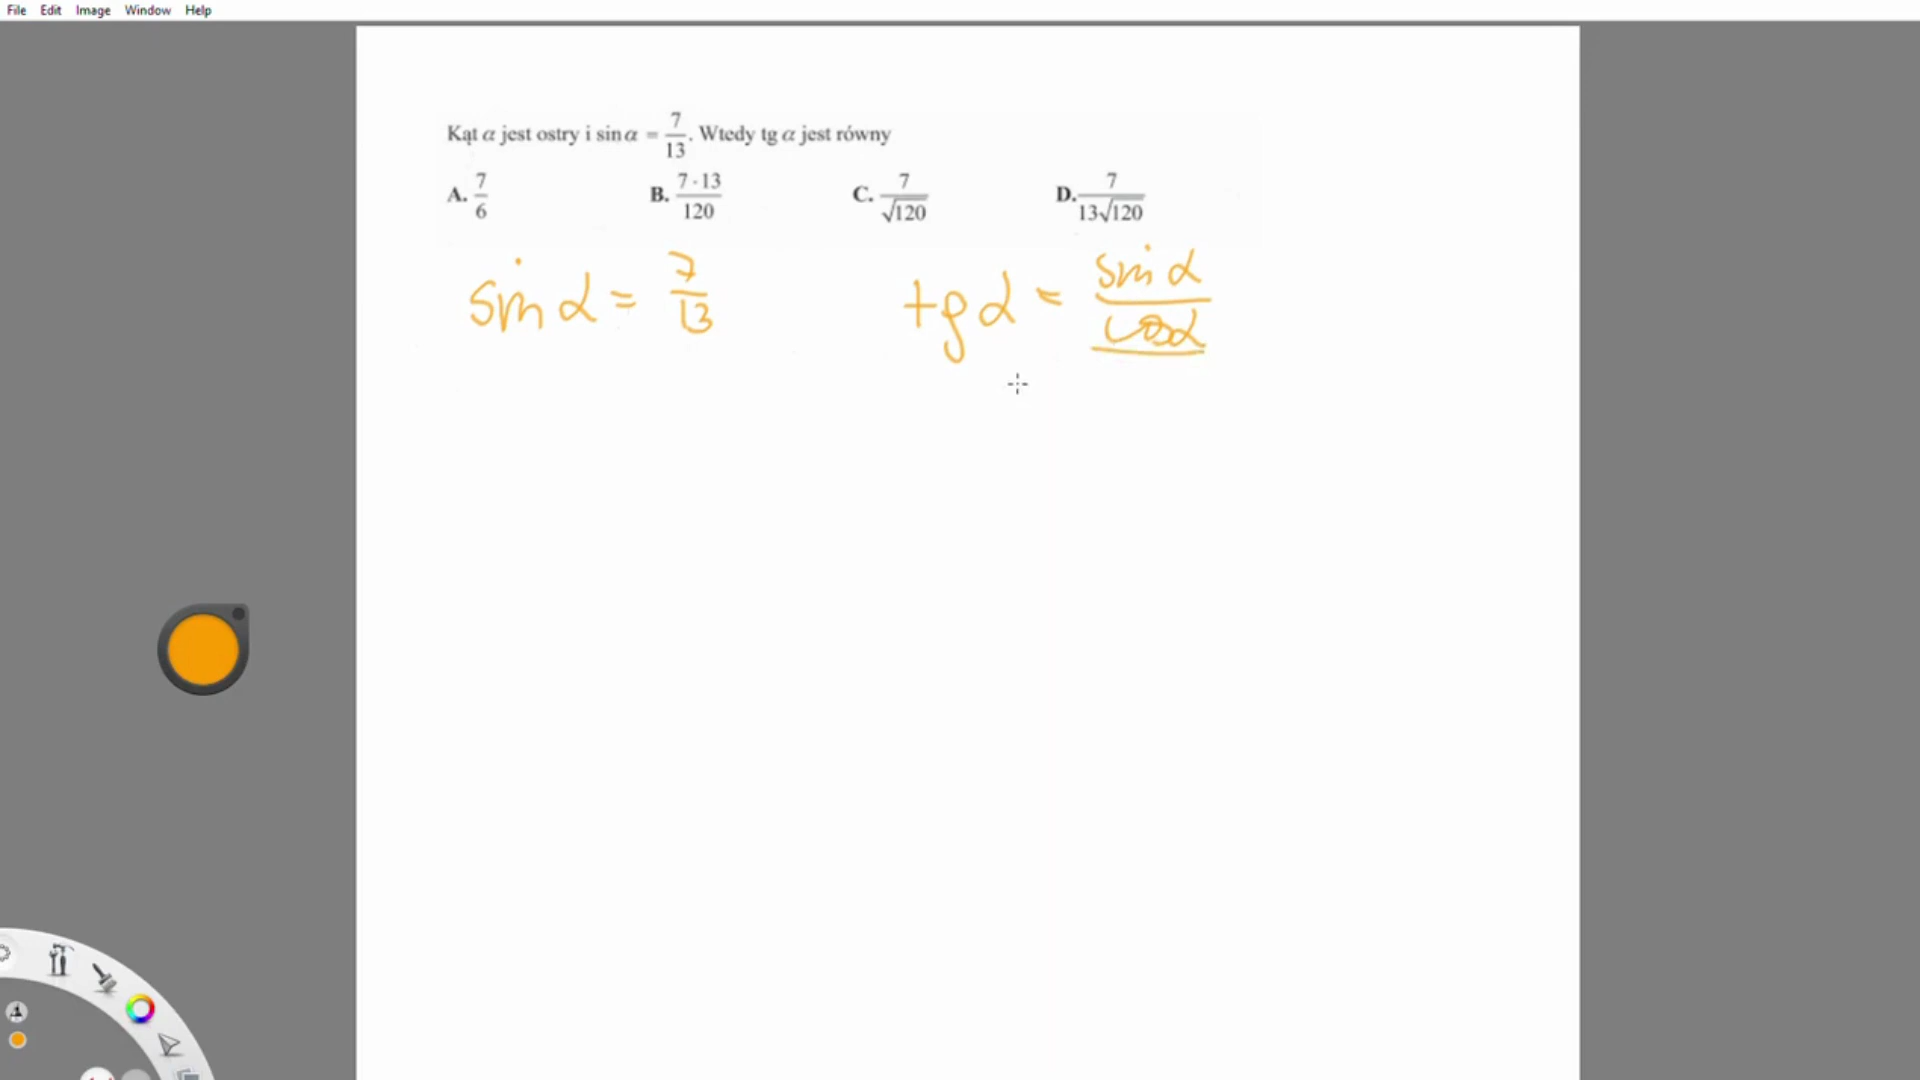 File Edit Image Window Help
Kąt α jest ostry i sin α = 7/13. Wtedy tg α jest równy
A. 7/6 B. 7·13/120 C. 7/√120 D. 7/13√120
sin α = 7/13 tg α = sin α/cos α